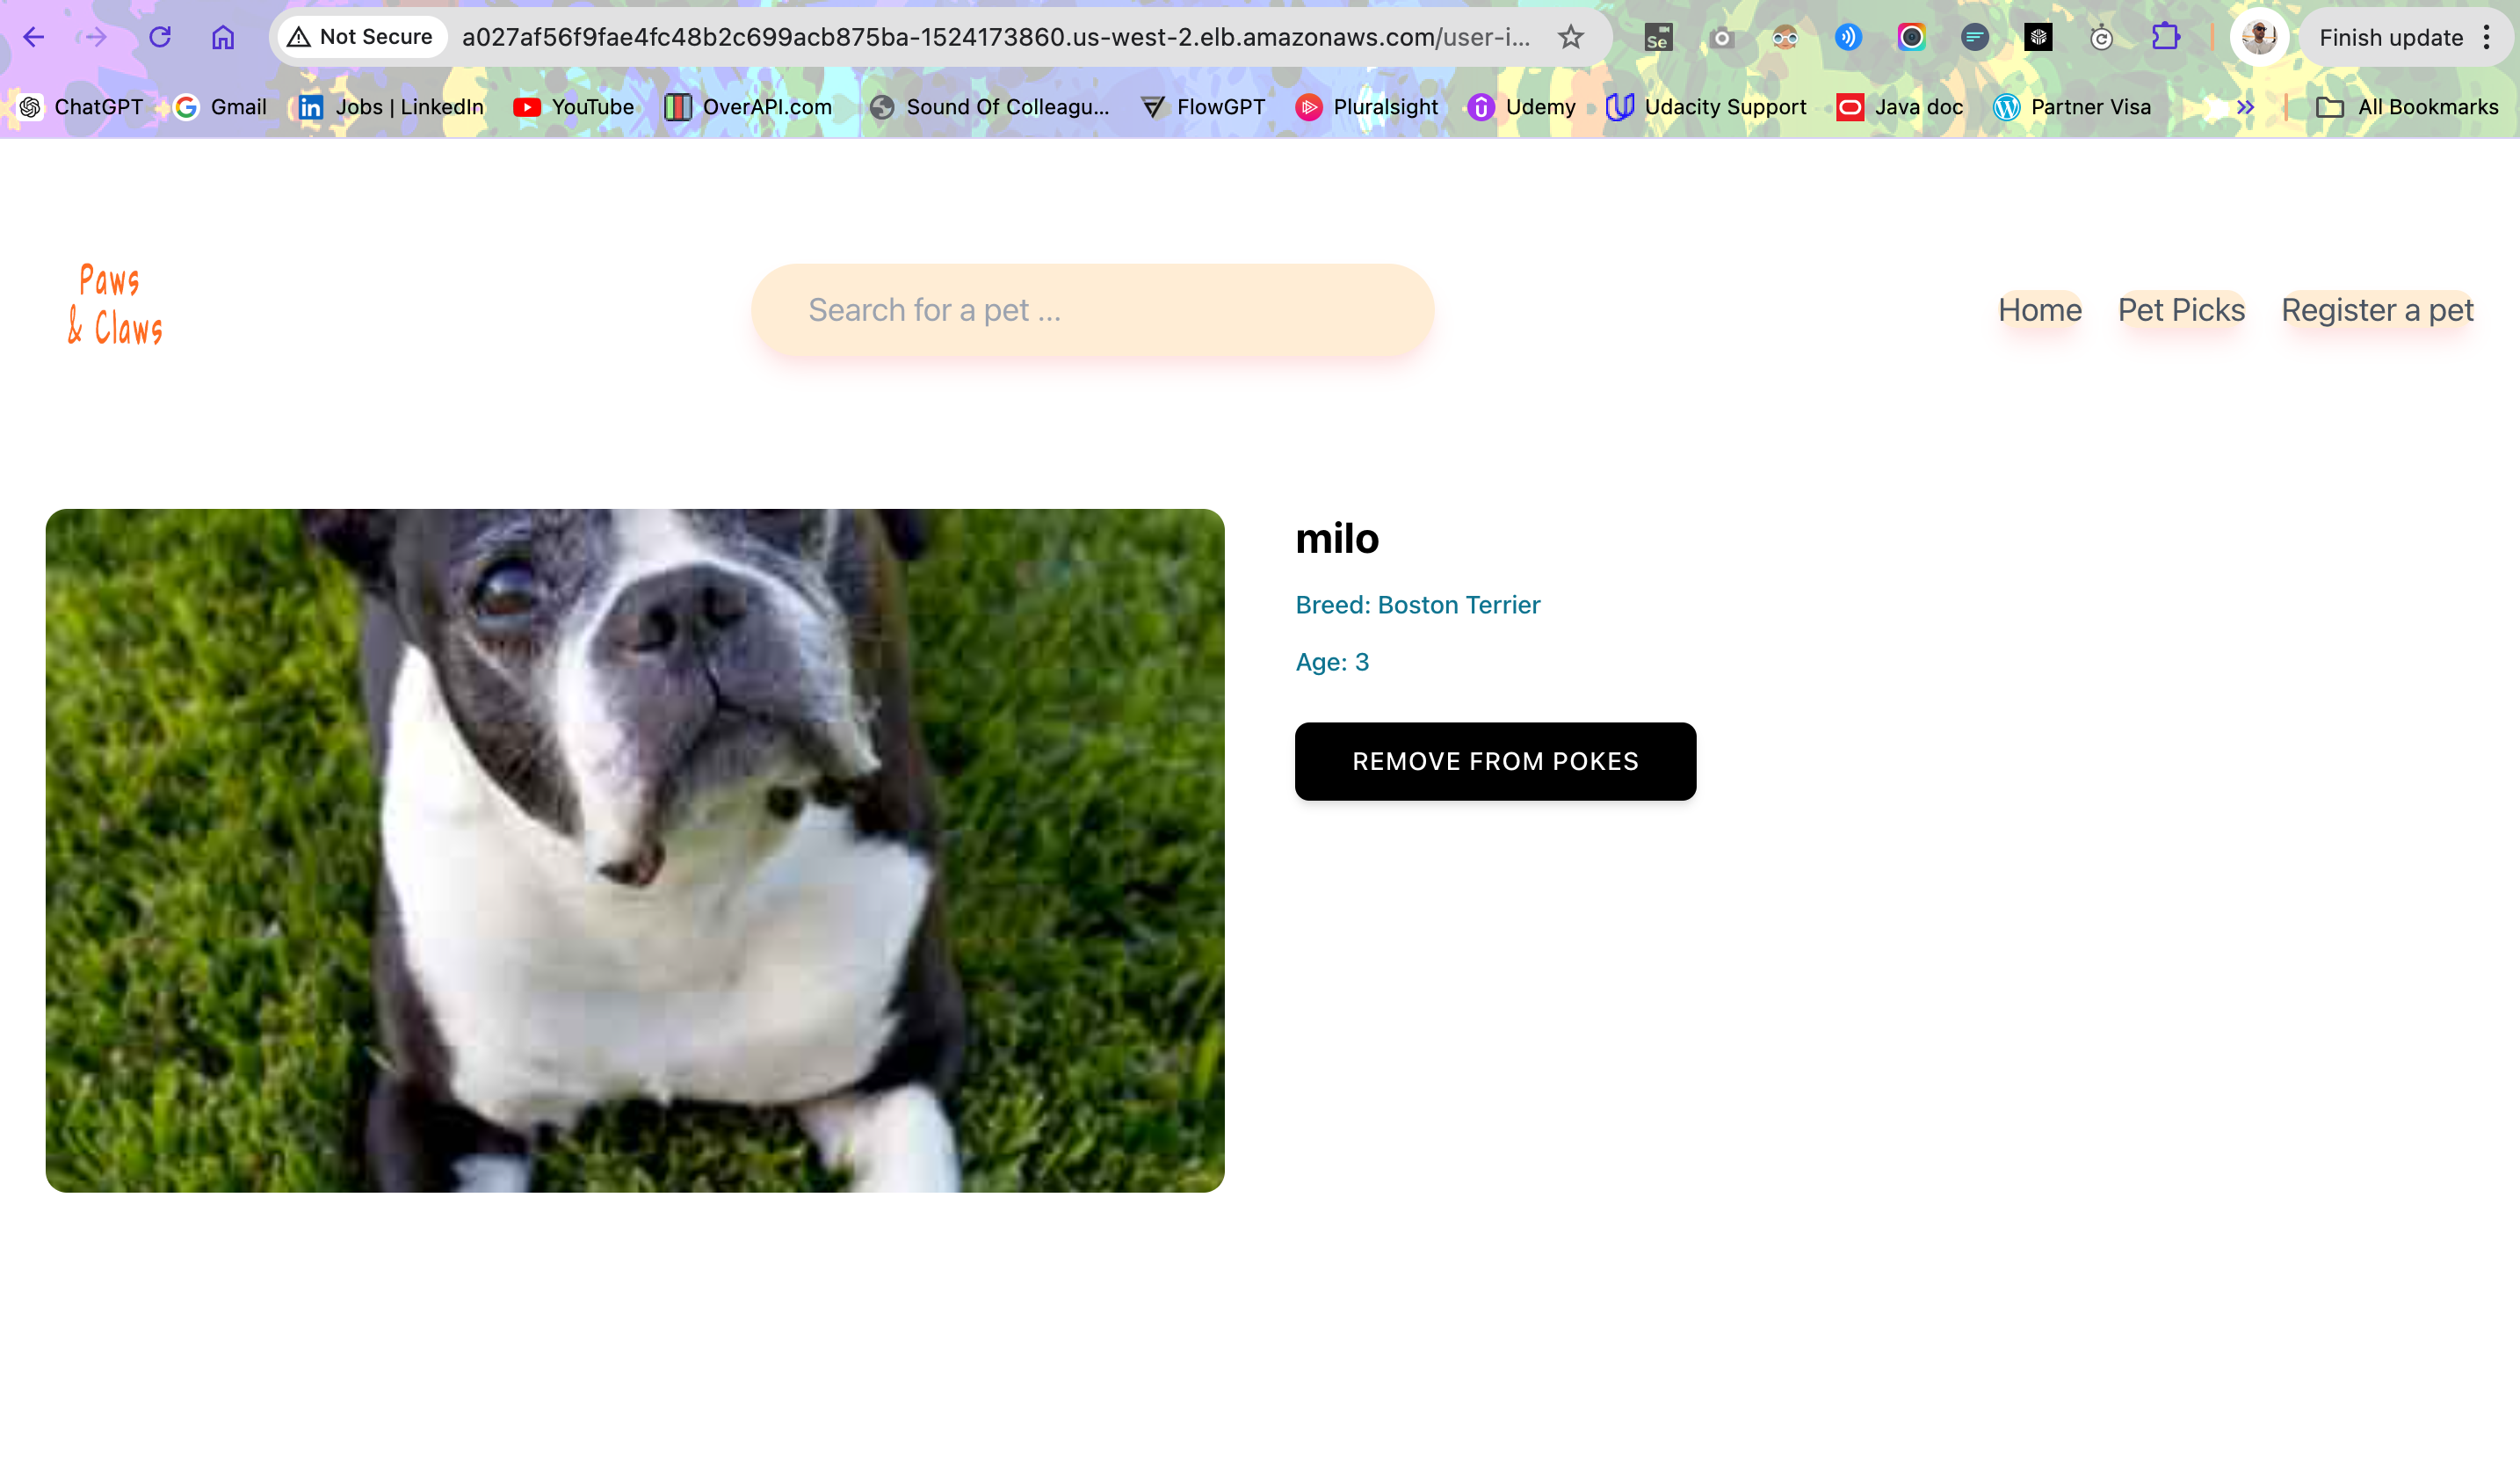 Not Secure a027af56f9fae4fc48b2c699acb875ba-1524173860.us-west-2.elb.amazonaws.com/user-i... Finish update
ChatGPT Gmail Jobs | LinkedIn YouTube OverAPI.com Sound Of Colleagu... FlowGPT Pluralsight Udemy Udacity Support Java doc Partner Visa All Bookmarks
Paws
& Claws
Search for a pet ...
Home Pet Picks Register a pet
milo
Breed: Boston Terrier
Age: 3
REMOVE FROM POKES